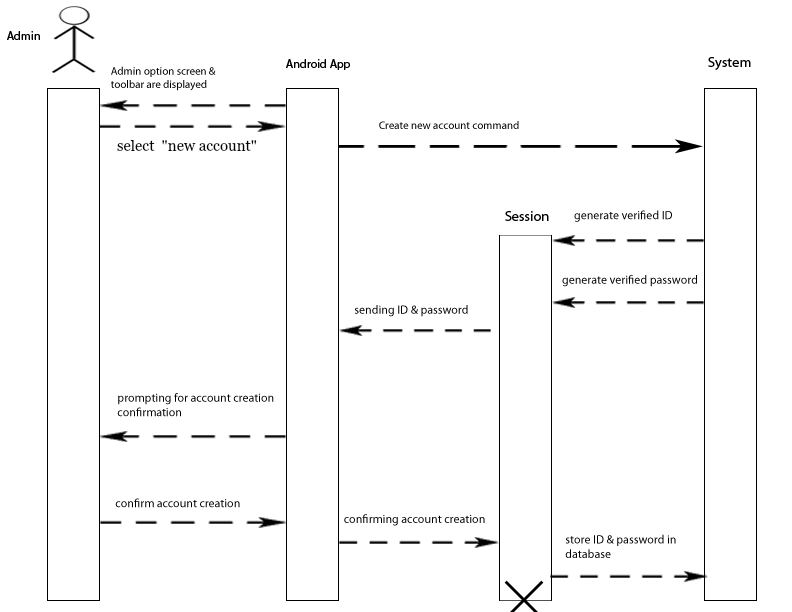 Admin
Android App
System
Admin option screen &
toolbar are displayed
select "new account"
Create new account command
Session
generate verified ID
generate verified password
sending ID & password
prompting for account creation
confirmation
confirm account creation
confirming account creation
store ID & password in
database